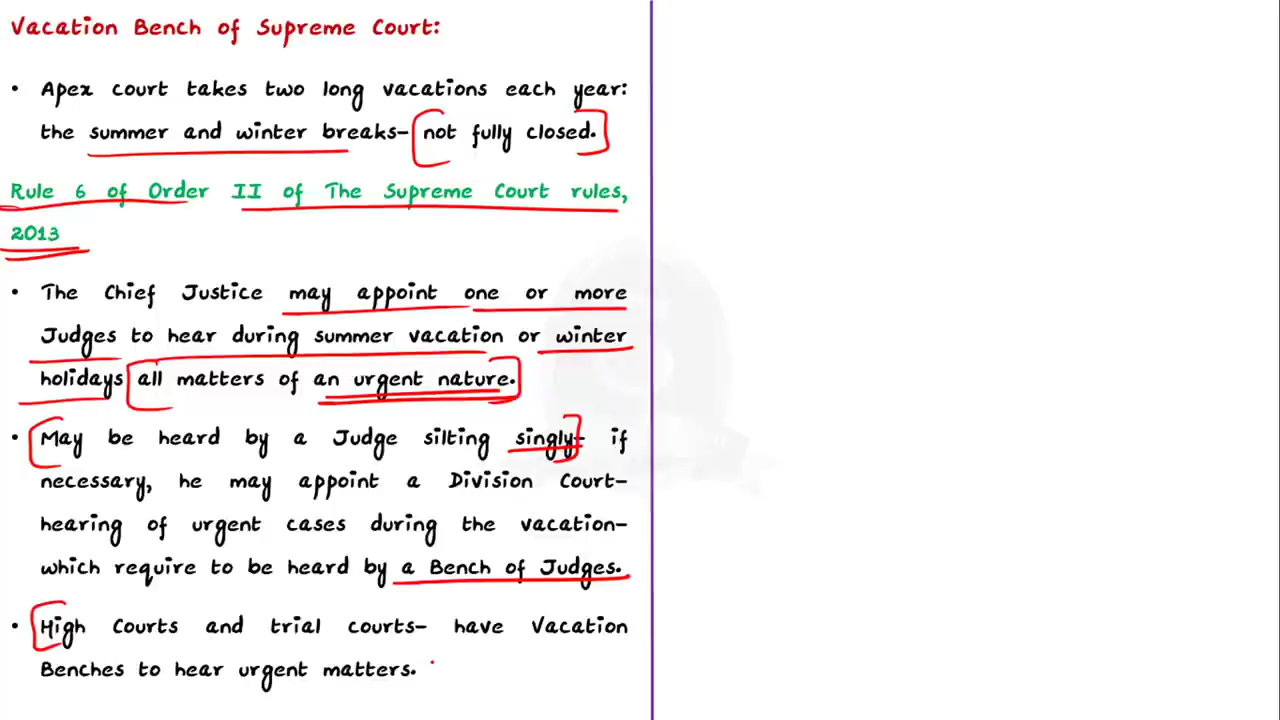 Vacation Bench of Supreme Court:
• Apex court takes two long vacations each year:
the summer and winter breaks- not fully closed.
Rule 6 of Order II of The Supreme Court rules,
2013
• The Chief Justice may appoint one or more
Judges to hear during summer vacation or winter
holidays all matters of an urgent nature.
• May be heard by a Judge silting singly- if
necessary, he may appoint a Division Court-
hearing of urgent cases during the vacation-
which require to be heard by a Bench of Judges.
• High Courts and trial courts- have Vacation
Benches to hear urgent matters.